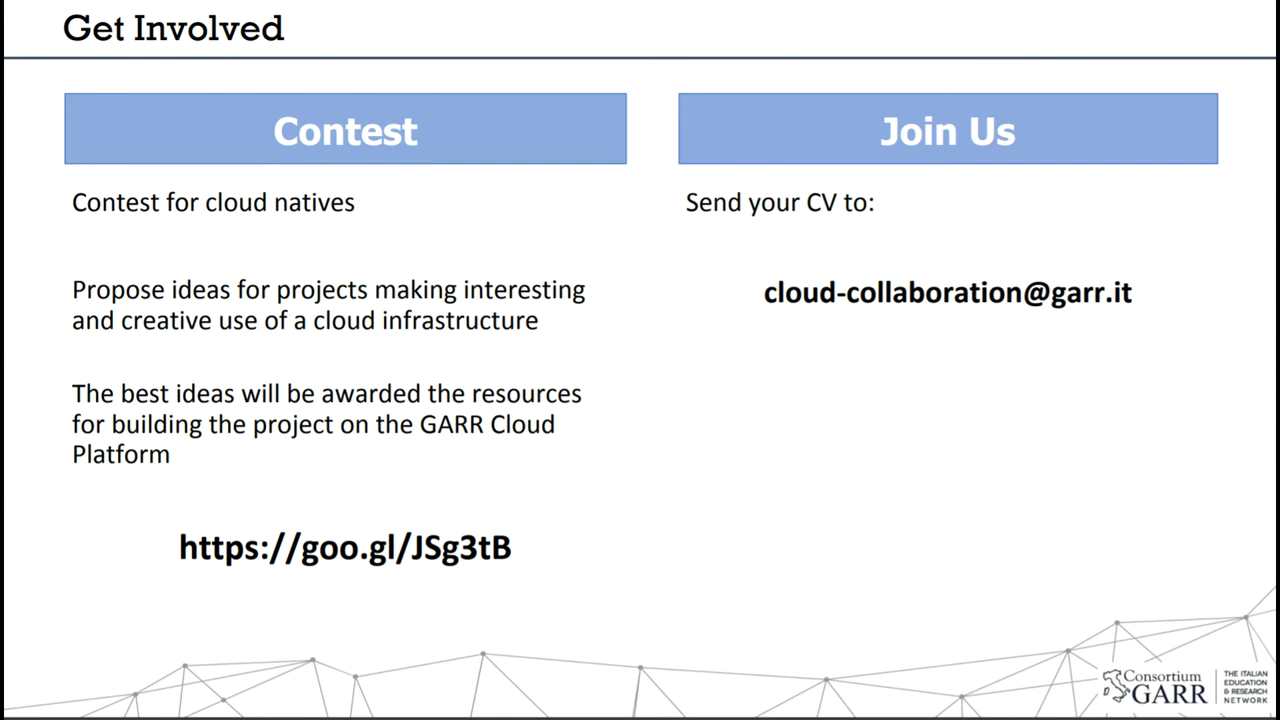 Get Involved
Contest
Contest for cloud natives
Propose ideas for projects making interesting
and creative use of a cloud infrastructure
The best ideas will be awarded the resources
for building the project on the GARR Cloud
Platform
https://goo.gl/JSg3tB
Join Us
Send your CV to:
cloud-collaboration@garr.it
Consortium
GARR
THE ITALIAN
EDUCATION
& RESEARCH
NETWORK